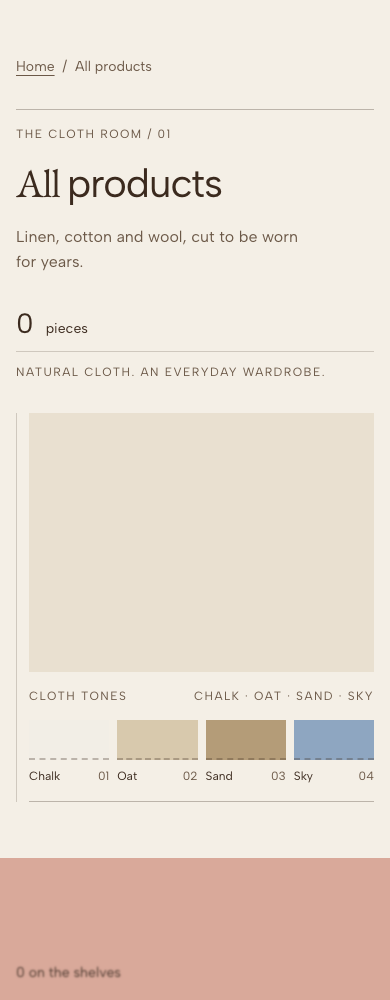 Home / All products
THE CLOTH ROOM / 01
All products
Linen, cotton and wool, cut to be worn
for years.
0 pieces
NATURAL CLOTH. AN EVERYDAY WARDROBE.
CLOTH TONES CHALK · OAT · SAND · SKY
Chalk 01 Oat 02 Sand 03 Sky 04
0 on the shelves